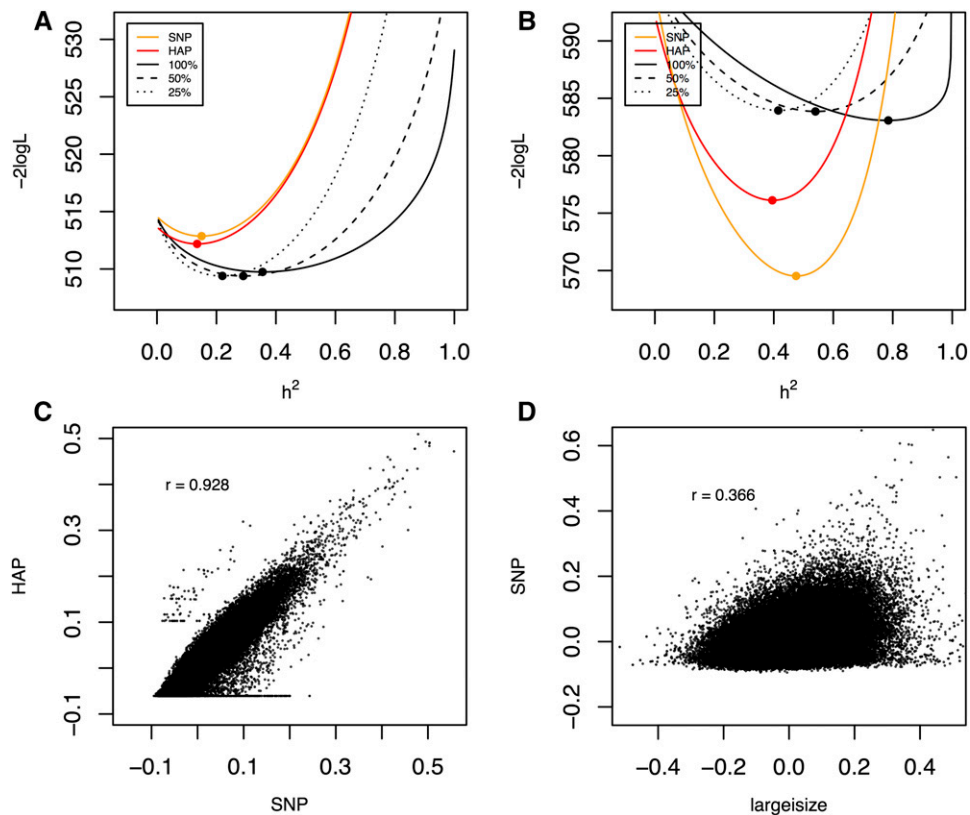 A
530
525
520
515
510
-2logL
SNP
HAP
100%
50%
25%
0.0 0.2 0.4 0.6 0.8 1.0
h²
B
590
585
580
575
570
-2logL
SNP
HAP
100%
50%
25%
0.0 0.2 0.4 0.6 0.8 1.0
h²
C
0.5
0.3
0.1
−0.1
HAP
r = 0.928
−0.1 0.1 0.3 0.5
SNP
D
0.6
0.4
0.2
0.0
−0.2
SNP
r = 0.366
−0.4 −0.2 0.0 0.2 0.4
largeisize